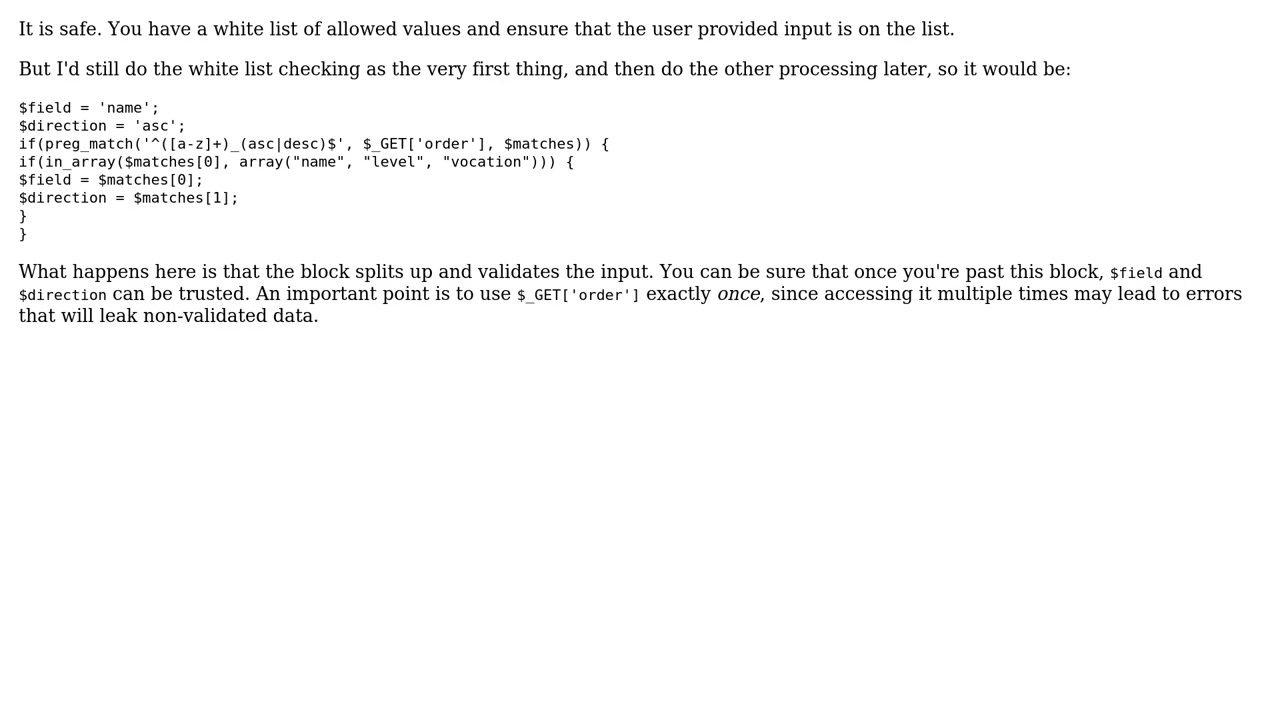 It is safe. You have a white list of allowed values and ensure that the user provided input is on the list.
But I'd still do the white list checking as the very first thing, and then do the other processing later, so it would be:
$field = 'name';
$direction = 'asc';
if(preg_match('^([a-z]+)_(asc|desc)$', $_GET['order'], $matches)) {
if(in_array($matches[0], array("name", "level", "vocation"))) {
$field = $matches[0];
$direction = $matches[1];
}
}
What happens here is that the block splits up and validates the input. You can be sure that once you're past this block, $field and
$direction can be trusted. An important point is to use $_GET['order'] exactly once, since accessing it multiple times may lead to errors
that will leak non-validated data.